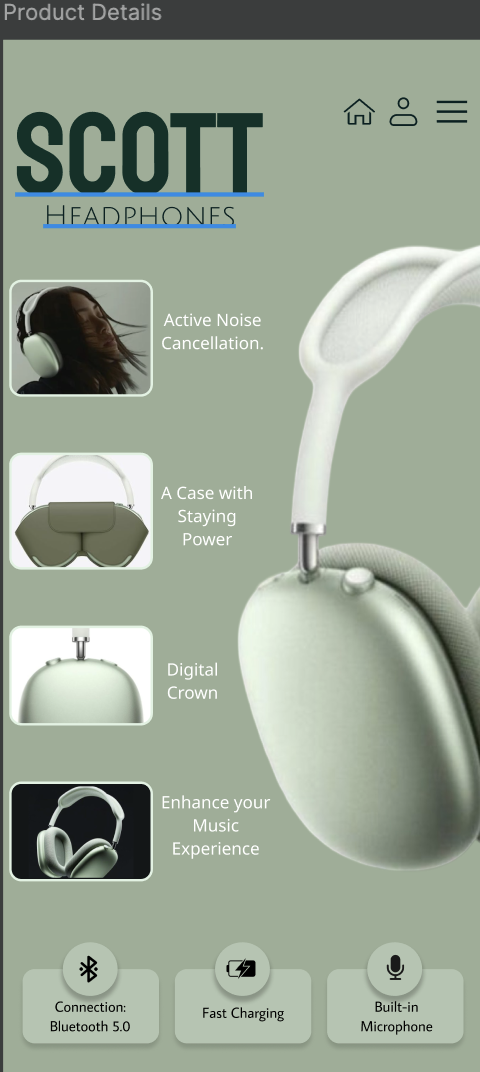 Product Details
SCOTT
HEADPHONES
Active Noise
Cancellation.
A Case with
Staying
Power
Digital
Crown
Enhance your
Music
Experience
Connection:
Bluetooth 5.0
Fast Charging
Built-in
Microphone